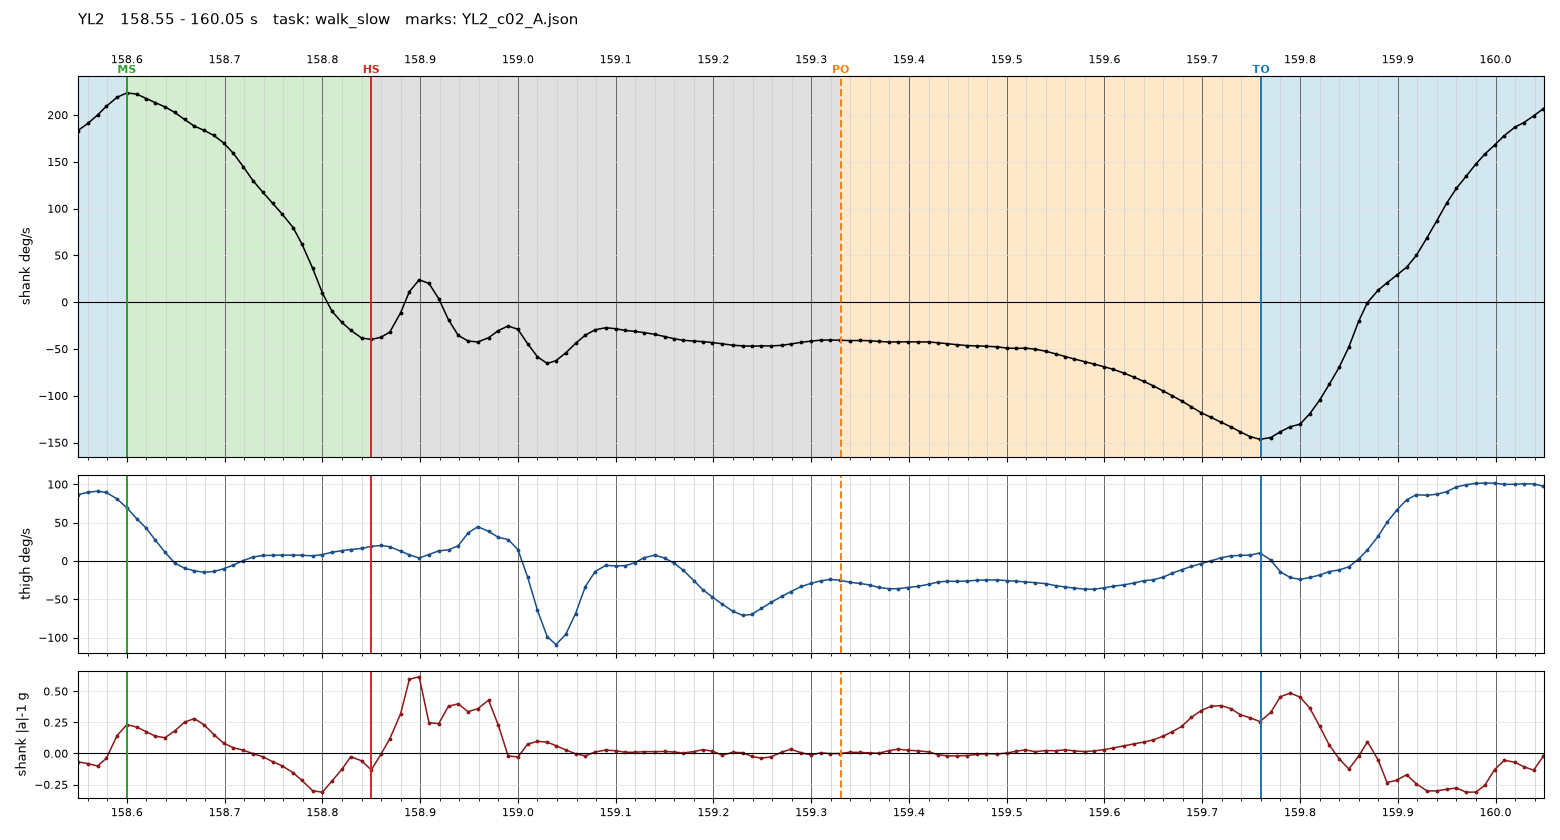 YL2   158.55 - 160.05 s   task: walk_slow   marks: YL2_c02_A.json
158.6 158.7 158.8 158.9 159.0 159.1 159.2 159.3 159.4 159.5 159.6 159.7 159.8 159.9 160.0
MS HS PO TO
shank deg/s
200
150
100
50
0
−50
−100
−150
thigh deg/s
100
50
0
−50
−100
shank |a|-1 g
0.50
0.25
0.00
−0.25
158.6 158.7 158.8 158.9 159.0 159.1 159.2 159.3 159.4 159.5 159.6 159.7 159.8 159.9 160.0